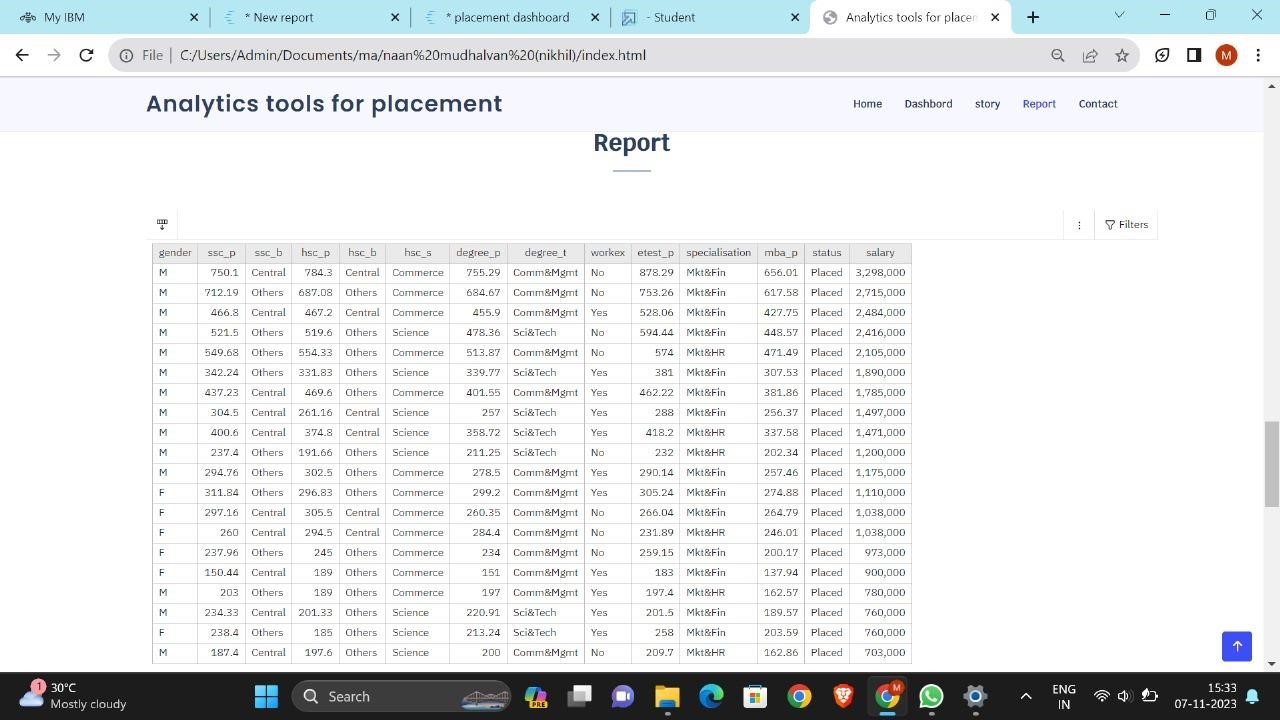 My IBM
* New report
* placement dashboard
- Student
Analytics tools for placem
File | C:/Users/Admin/Documents/ma/naan%20mudhalvan%20(nikhil)/index.html
M
Analytics tools for placement
Home Dashbord story Report Contact
Report
Filters
gender ssc_p ssc_b hsc_p hsc_b hsc_s degree_p degree_t workex etest_p specialisation mba_p status salary
M 750.1 Central 784.3 Central Commerce 755.29 Comm&Mgmt No 878.29 Mkt&Fin 656.01 Placed 3,298,000
M 712.19 Others 687.08 Others Commerce 684.67 Comm&Mgmt No 753.26 Mkt&Fin 617.58 Placed 2,715,000
M 466.8 Central 467.2 Central Commerce 455.9 Comm&Mgmt Yes 528.06 Mkt&Fin 427.75 Placed 2,484,000
M 521.5 Others 519.6 Others Science 478.36 Sci&Tech No 594.44 Mkt&Fin 448.57 Placed 2,416,000
M 549.68 Others 554.33 Others Commerce 513.87 Comm&Mgmt No 574 Mkt&HR 471.49 Placed 2,105,000
M 342.24 Others 331.83 Others Science 339.77 Sci&Tech Yes 381 Mkt&Fin 307.53 Placed 1,890,000
M 437.23 Central 469.6 Others Commerce 401.55 Comm&Mgmt Yes 462.22 Mkt&Fin 381.86 Placed 1,785,000
M 304.5 Central 261.16 Central Science 257 Sci&Tech Yes 288 Mkt&Fin 256.37 Placed 1,497,000
M 400.6 Central 374.8 Central Science 358.72 Sci&Tech Yes 418.2 Mkt&HR 337.58 Placed 1,471,000
M 237.4 Others 191.66 Others Science 211.25 Sci&Tech No 232 Mkt&HR 202.34 Placed 1,200,000
M 294.76 Others 302.5 Others Commerce 278.5 Comm&Mgmt Yes 290.14 Mkt&Fin 257.46 Placed 1,175,000
F 311.84 Others 296.83 Others Commerce 299.2 Comm&Mgmt Yes 305.24 Mkt&Fin 274.88 Placed 1,110,000
F 297.16 Central 305.5 Central Commerce 260.35 Comm&Mgmt No 266.04 Mkt&Fin 264.79 Placed 1,038,000
F 260 Central 294.5 Central Commerce 284.4 Comm&Mgmt No 231.89 Mkt&HR 246.01 Placed 1,038,000
F 237.96 Others 245 Others Commerce 234 Comm&Mgmt No 259.15 Mkt&Fin 200.17 Placed 973,000
F 150.44 Central 189 Others Commerce 151 Comm&Mgmt Yes 183 Mkt&Fin 137.94 Placed 900,000
M 203 Others 189 Others Commerce 197 Comm&Mgmt Yes 197.4 Mkt&HR 162.57 Placed 780,000
M 234.33 Central 201.33 Others Science 220.91 Sci&Tech Yes 201.5 Mkt&Fin 189.57 Placed 760,000
F 238.4 Others 185 Others Science 213.24 Sci&Tech Yes 258 Mkt&Fin 203.59 Placed 760,000
M 187.4 Central 197.6 Others Science 200 Comm&Mgmt No 209.7 Mkt&HR 162.86 Placed 703,000
1
30°C
Mostly cloudy
Search
PRE
M
ENG
IN
15:33
07-11-2023